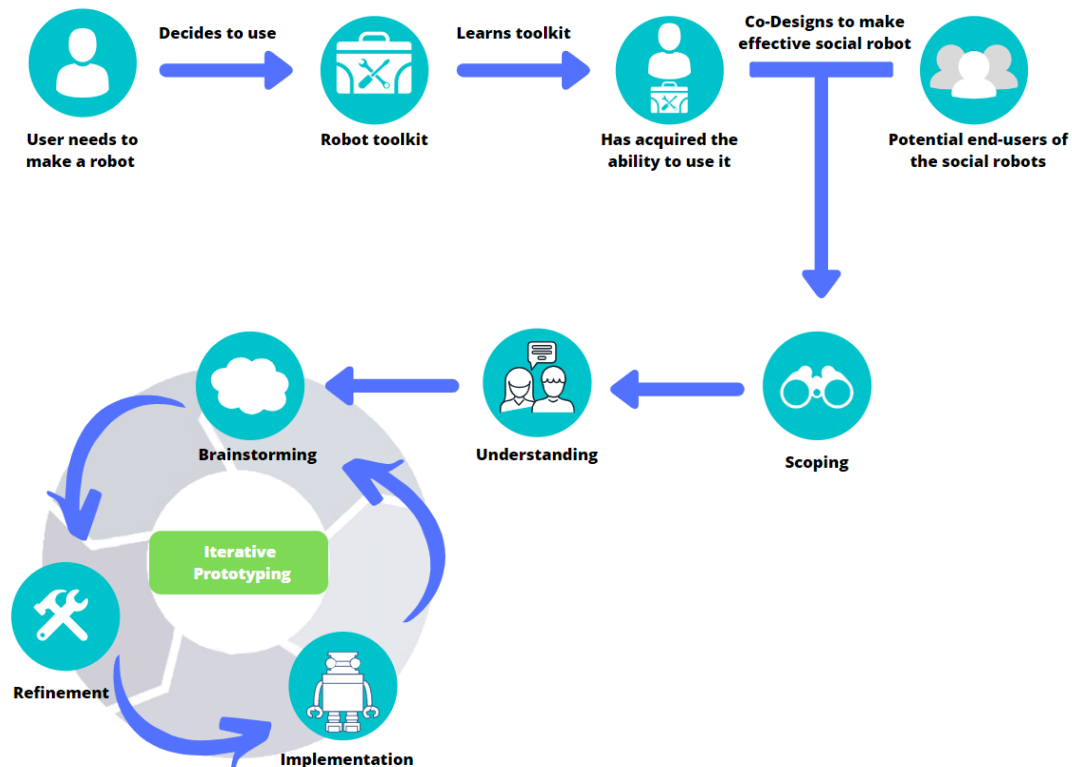 Decides to use
Learns toolkit
Co-Designs to make
effective social robot
User needs to
make a robot
Robot toolkit
Has acquired the
ability to use it
Potential end-users of
the social robots
Brainstorming
Understanding
Scoping
Iterative
Prototyping
Refinement
Implementation